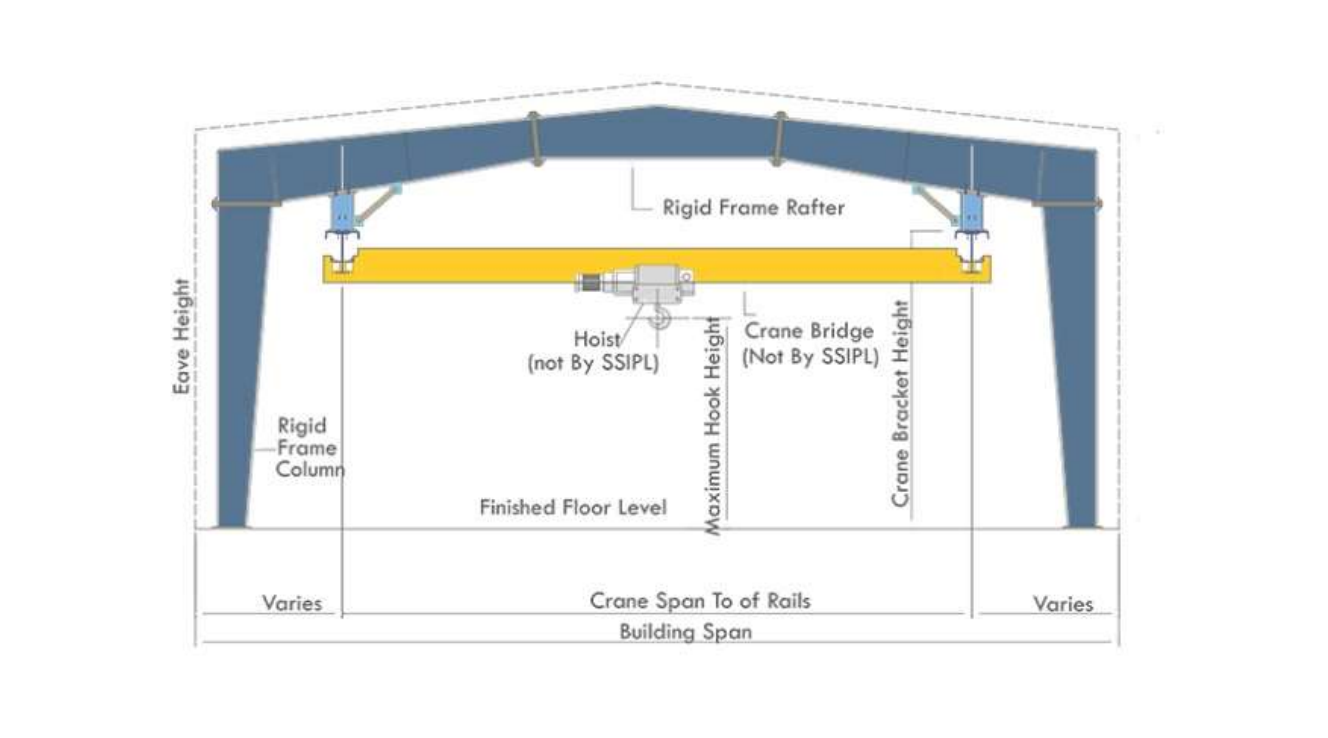 Rigid Frame Rafter
Eave Height
Hoist
(not By SSIPL)
Maximum Hook Height
Crane Bridge
(Not By SSIPL)
Crane Bracket Height
Rigid
Frame
Column
Finished Floor Level
Varies
Crane Span To of Rails
Varies
Building Span